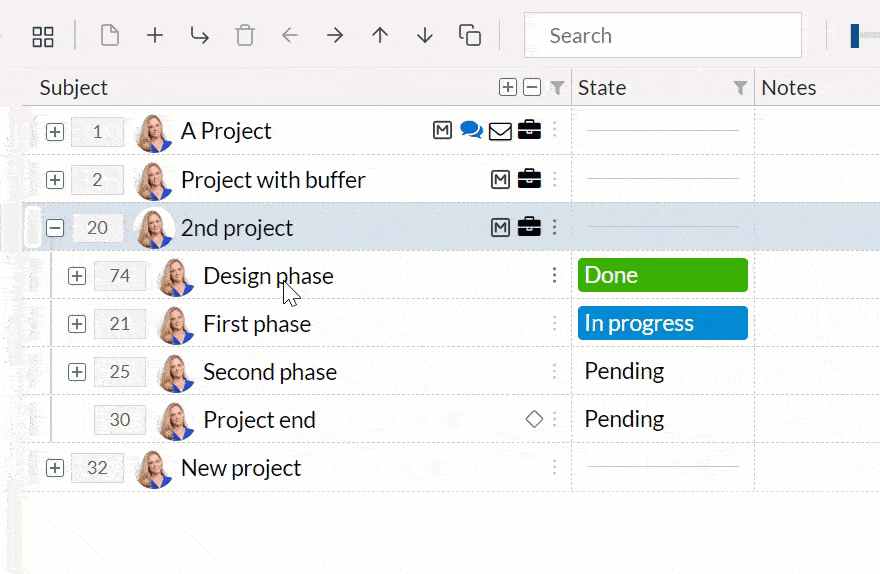 Search
Subject State Notes
1 A Project M
2 Project with buffer M
20 2nd project M
74 Design phase Done
21 First phase In progress
25 Second phase Pending
30 Project end Pending
32 New project